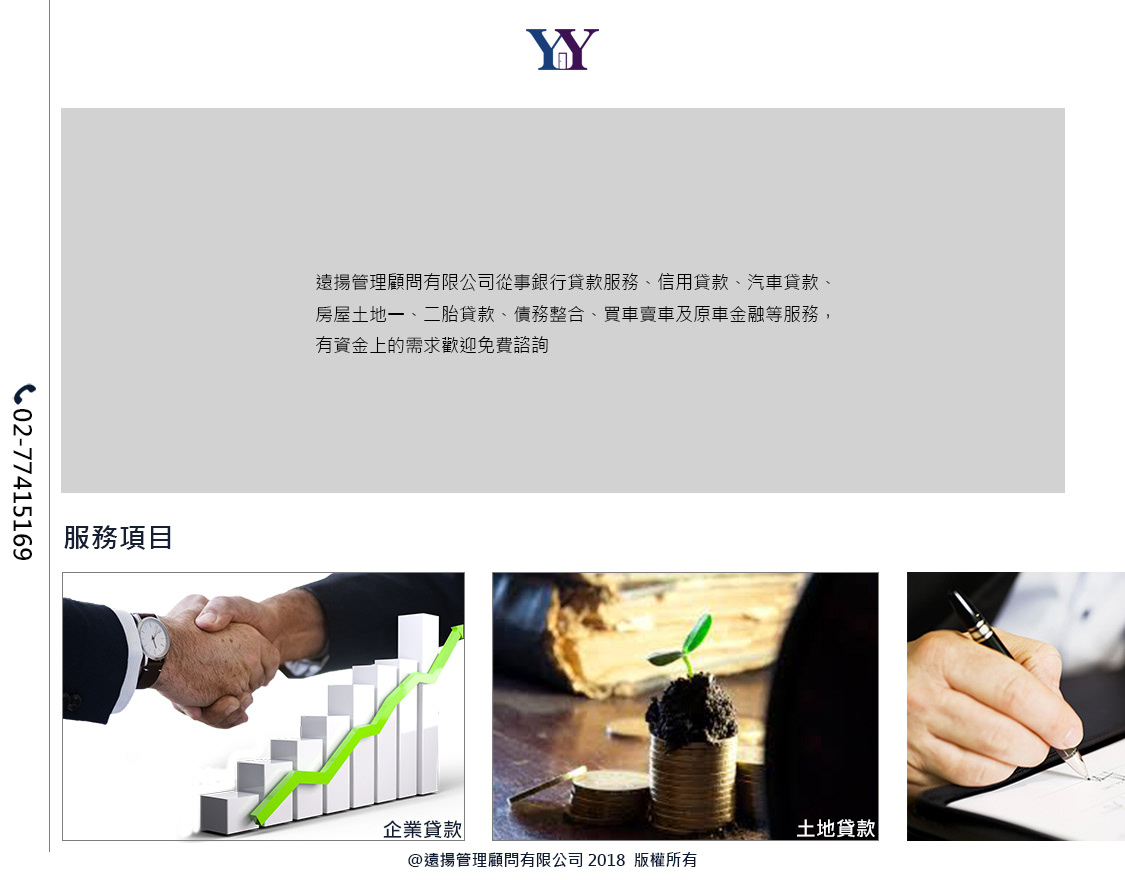 YY
遠揚管理顧問有限公司從事銀行貸款服務、信用貸款、汽車貸款、
房屋土地一、二胎貸款、債務整合、買車賣車及原車金融等服務，
有資金上的需求歡迎免費諮詢
02-77415169
服務項目
企業貸款
土地貸款
@遠揚管理顧問有限公司 2018 版權所有